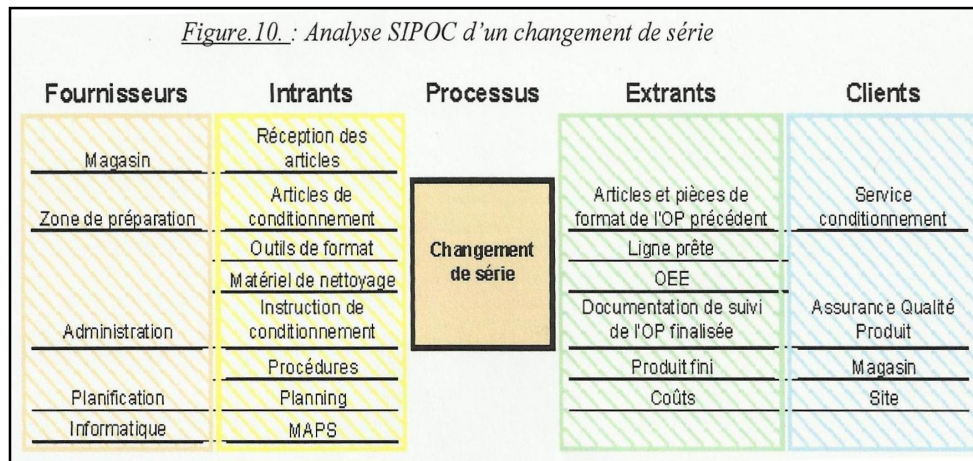 Figure.10. : Analyse SIPOC d'un changement de série
Fournisseurs Intrants Processus Extrants Clients
Magasin
Zone de préparation
Administration
Planification
Informatique
Réception des
articles
Articles de
conditionnement
Outils de format
Matériel de nettoyage
Instruction de
conditionnement
Procédures
Planning
MAPS
Changement
de série
Articles et pièces de
format de l'OP précédent
Ligne prête
OEE
Documentation de suivi
de l'OP finalisée
Produit fini
Coûts
Service
conditionnement
Assurance Qualité
Produit
Magasin
Site